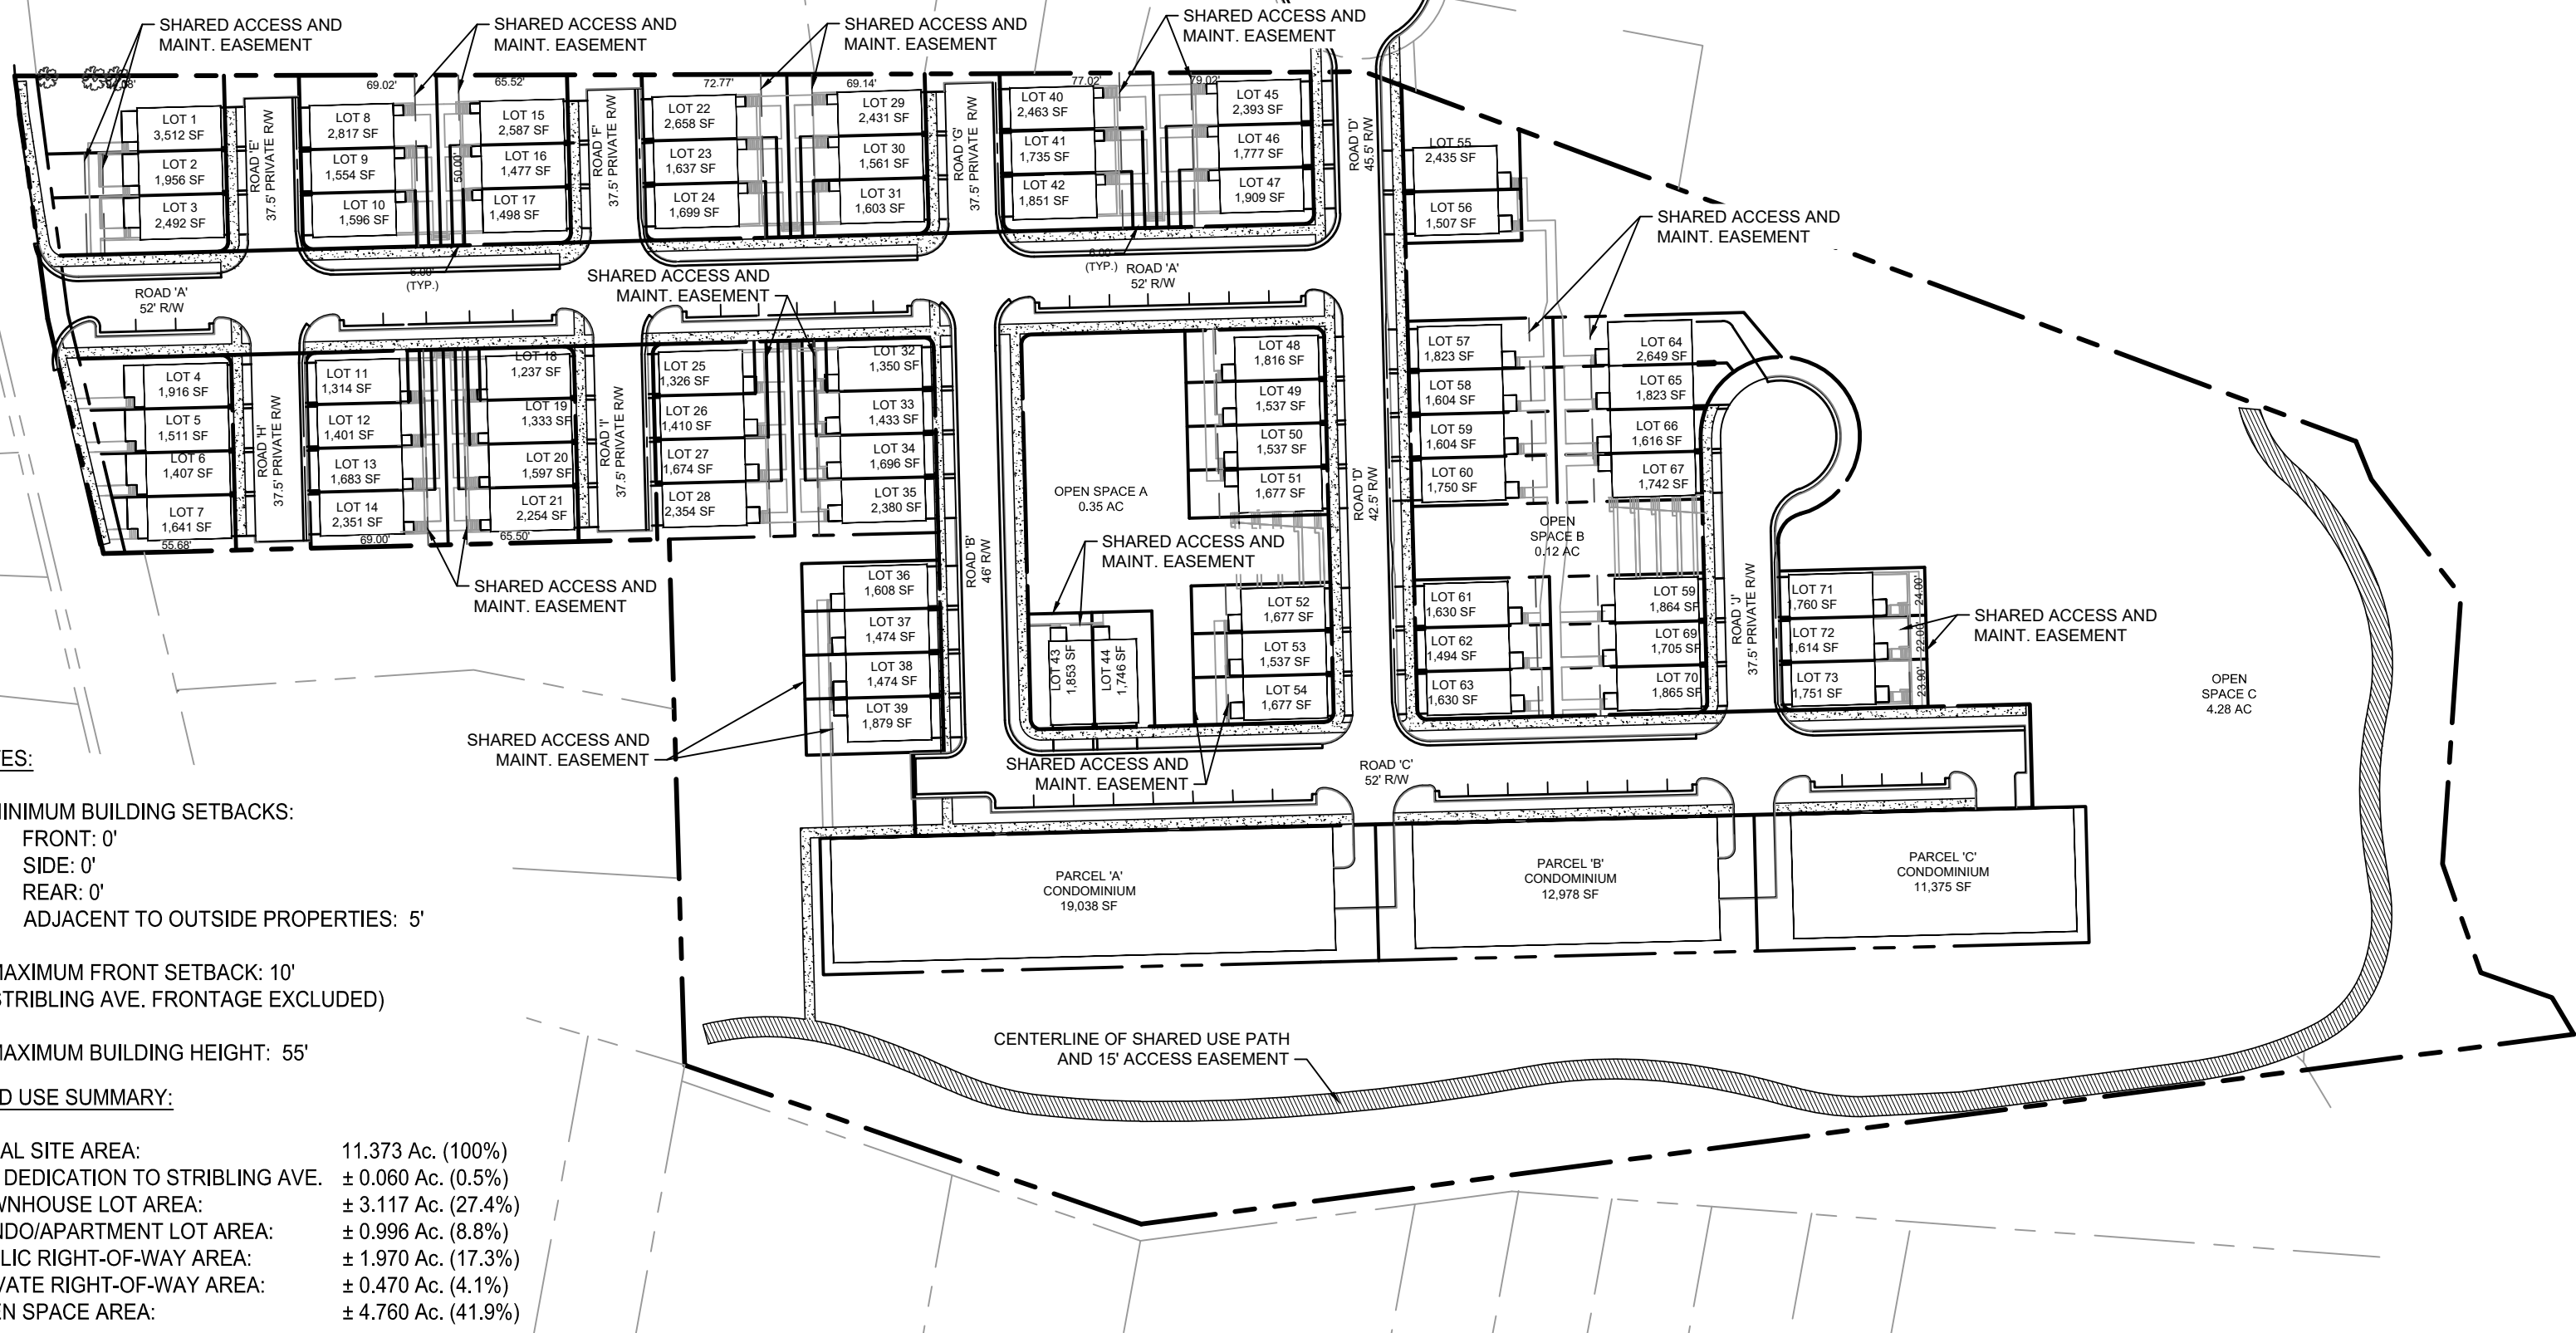 SHARED ACCESS AND
MAINT. EASEMENT
SHARED ACCESS AND
MAINT. EASEMENT
SHARED ACCESS AND
MAINT. EASEMENT
SHARED ACCESS AND
MAINT. EASEMENT
69.02'
65.52'
72.77'
69.14'
77.02'
79.02'
LOT 1
3,512 SF
LOT 2
1,956 SF
LOT 3
2,492 SF
ROAD 'E'
37.5' PRIVATE R/W
LOT 8
2,817 SF
LOT 9
1,554 SF
LOT 10
1,596 SF
50.00'
LOT 15
2,587 SF
LOT 16
1,477 SF
LOT 17
1,498 SF
ROAD 'F'
37.5' PRIVATE R/W
LOT 22
2,658 SF
LOT 23
1,637 SF
LOT 24
1,699 SF
LOT 29
2,431 SF
LOT 30
1,561 SF
LOT 31
1,603 SF
ROAD 'G'
37.5' PRIVATE R/W
LOT 40
2,463 SF
LOT 41
1,735 SF
LOT 42
1,851 SF
LOT 45
2,393 SF
LOT 46
1,777 SF
LOT 47
1,909 SF
ROAD 'D'
45.5' R/W
LOT 55
2,435 SF
LOT 56
1,507 SF
SHARED ACCESS AND
MAINT. EASEMENT
ROAD 'A'
52' R/W
6.00'
(TYP.)
SHARED ACCESS AND
MAINT. EASEMENT
6.00'
(TYP.)
ROAD 'A'
52' R/W
LOT 4
1,916 SF
LOT 5
1,511 SF
LOT 6
1,407 SF
LOT 7
1,641 SF
55.68'
ROAD 'H'
37.5' PRIVATE R/W
LOT 11
1,314 SF
LOT 12
1,401 SF
LOT 13
1,683 SF
LOT 14
2,351 SF
69.00'
LOT 18
1,237 SF
LOT 19
1,333 SF
LOT 20
1,597 SF
LOT 21
2,254 SF
65.50'
ROAD 'I'
37.5' PRIVATE R/W
LOT 25
1,326 SF
LOT 26
1,410 SF
LOT 27
1,674 SF
LOT 28
2,354 SF
LOT 32
1,350 SF
LOT 33
1,433 SF
LOT 34
1,696 SF
LOT 35
2,380 SF
SHARED ACCESS AND
MAINT. EASEMENT
LOT 36
1,608 SF
LOT 37
1,474 SF
LOT 38
1,474 SF
LOT 39
1,879 SF
SHARED ACCESS AND
MAINT. EASEMENT
ROAD 'B'
46' R/W
OPEN SPACE A
0.35 AC
SHARED ACCESS AND
MAINT. EASEMENT
LOT 43
1,853 SF
LOT 44
1,746 SF
LOT 48
1,816 SF
LOT 49
1,537 SF
LOT 50
1,537 SF
LOT 51
1,677 SF
LOT 52
1,677 SF
LOT 53
1,537 SF
LOT 54
1,677 SF
SHARED ACCESS AND
MAINT. EASEMENT
ROAD 'D'
42.5' R/W
LOT 57
1,823 SF
LOT 58
1,604 SF
LOT 59
1,604 SF
LOT 60
1,750 SF
LOT 61
1,630 SF
LOT 62
1,494 SF
LOT 63
1,630 SF
OPEN
SPACE B
0.12 AC
LOT 64
2,649 SF
LOT 65
1,823 SF
LOT 66
1,616 SF
LOT 67
1,742 SF
LOT 59
1,864 SF
LOT 69
1,705 SF
LOT 70
1,865 SF
ROAD 'J'
37.5' PRIVATE R/W
LOT 71
1,760 SF
LOT 72
1,614 SF
LOT 73
1,751 SF
24.00'
22.00'
23.90'
SHARED ACCESS AND
MAINT. EASEMENT
OPEN
SPACE C
4.28 AC
ROAD 'C'
52' R/W
PARCEL 'A'
CONDOMINIUM
19,038 SF
PARCEL 'B'
CONDOMINIUM
12,978 SF
PARCEL 'C'
CONDOMINIUM
11,375 SF
CENTERLINE OF SHARED USE PATH
AND 15' ACCESS EASEMENT
TES:
MINIMUM BUILDING SETBACKS:
FRONT: 0'
SIDE: 0'
REAR: 0'
ADJACENT TO OUTSIDE PROPERTIES: 5'
MAXIMUM FRONT SETBACK: 10'
STRIBLING AVE. FRONTAGE EXCLUDED)
MAXIMUM BUILDING HEIGHT: 55'
D USE SUMMARY:
AL SITE AREA: 11.373 Ac. (100%)
DEDICATION TO STRIBLING AVE. ± 0.060 Ac. (0.5%)
WNHOUSE LOT AREA: ± 3.117 Ac. (27.4%)
NDO/APARTMENT LOT AREA: ± 0.996 Ac. (8.8%)
LIC RIGHT-OF-WAY AREA: ± 1.970 Ac. (17.3%)
VATE RIGHT-OF-WAY AREA: ± 0.470 Ac. (4.1%)
EN SPACE AREA: ± 4.760 Ac. (41.9%)